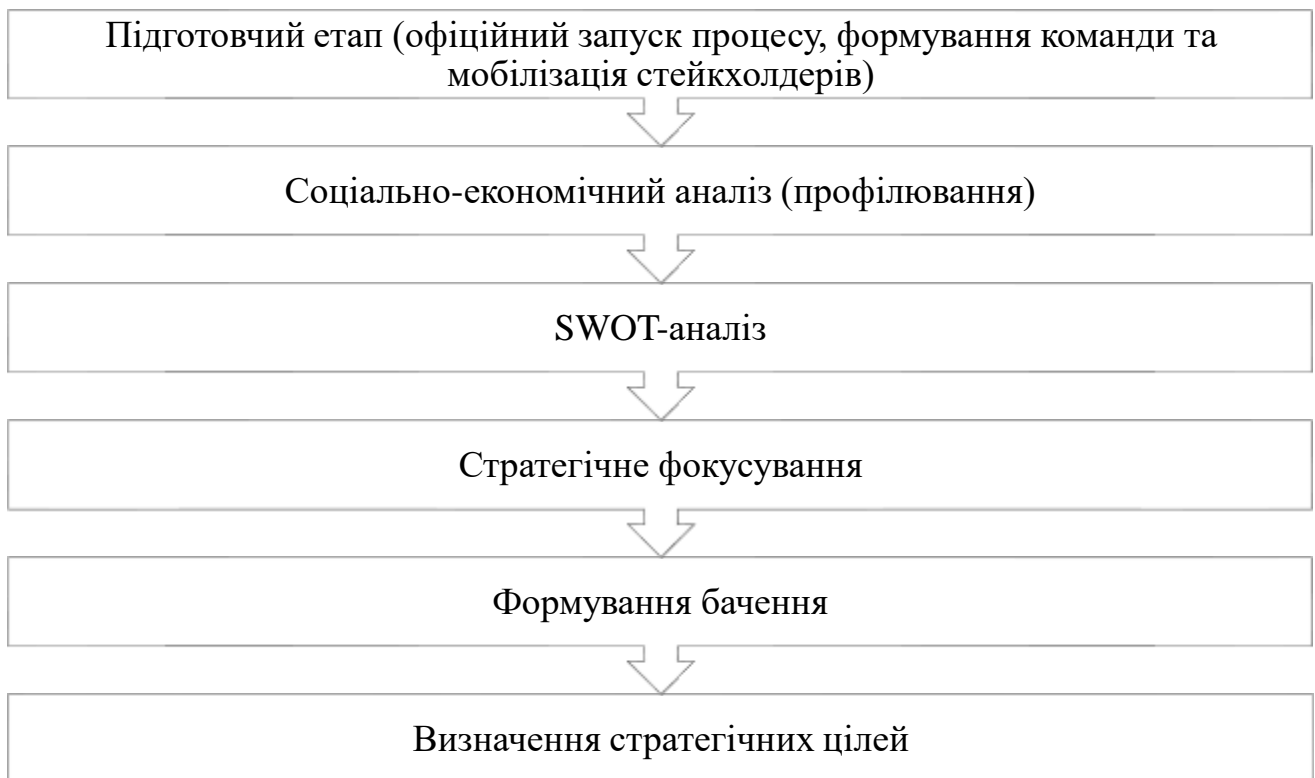 Підготовчий етап (офіційний запуск процесу, формування команди та
мобілізація стейкхолдерів)
Соціально-економічний аналіз (профілювання)
SWOT-аналіз
Стратегічне фокусування
Формування бачення
Визначення стратегічних цілей